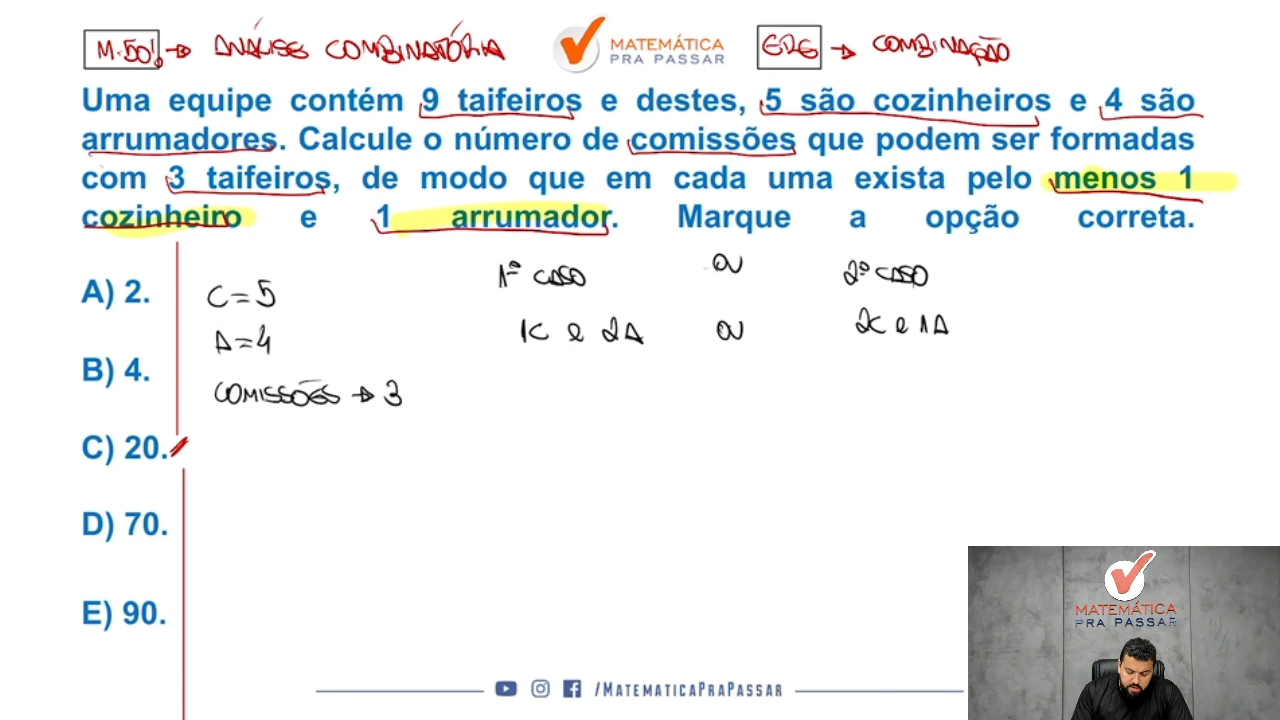 M.50! → ANÁLISES COMBINATÓRIA
MATEMÁTICA
PRA PASSAR
→ COMBINAÇÃO
Uma equipe contém 9 taifeiros e destes, 5 são cozinheiros e 4 são
arrumadores. Calcule o número de comissões que podem ser formadas
com 3 taifeiros, de modo que em cada uma exista pelo menos 1
cozinheiro e 1 arrumador. Marque a opção correta.
1º CASO OU 2º CASO
A) 2.
C = 5
1C e 2A OU 2C e 1A
A = 4
B) 4.
COMISSÕES → 3
C) 20.
D) 70.
E) 90.
MATEMÁTICA
PRA PASSAR
/MATEMATICAPRAPASSAR